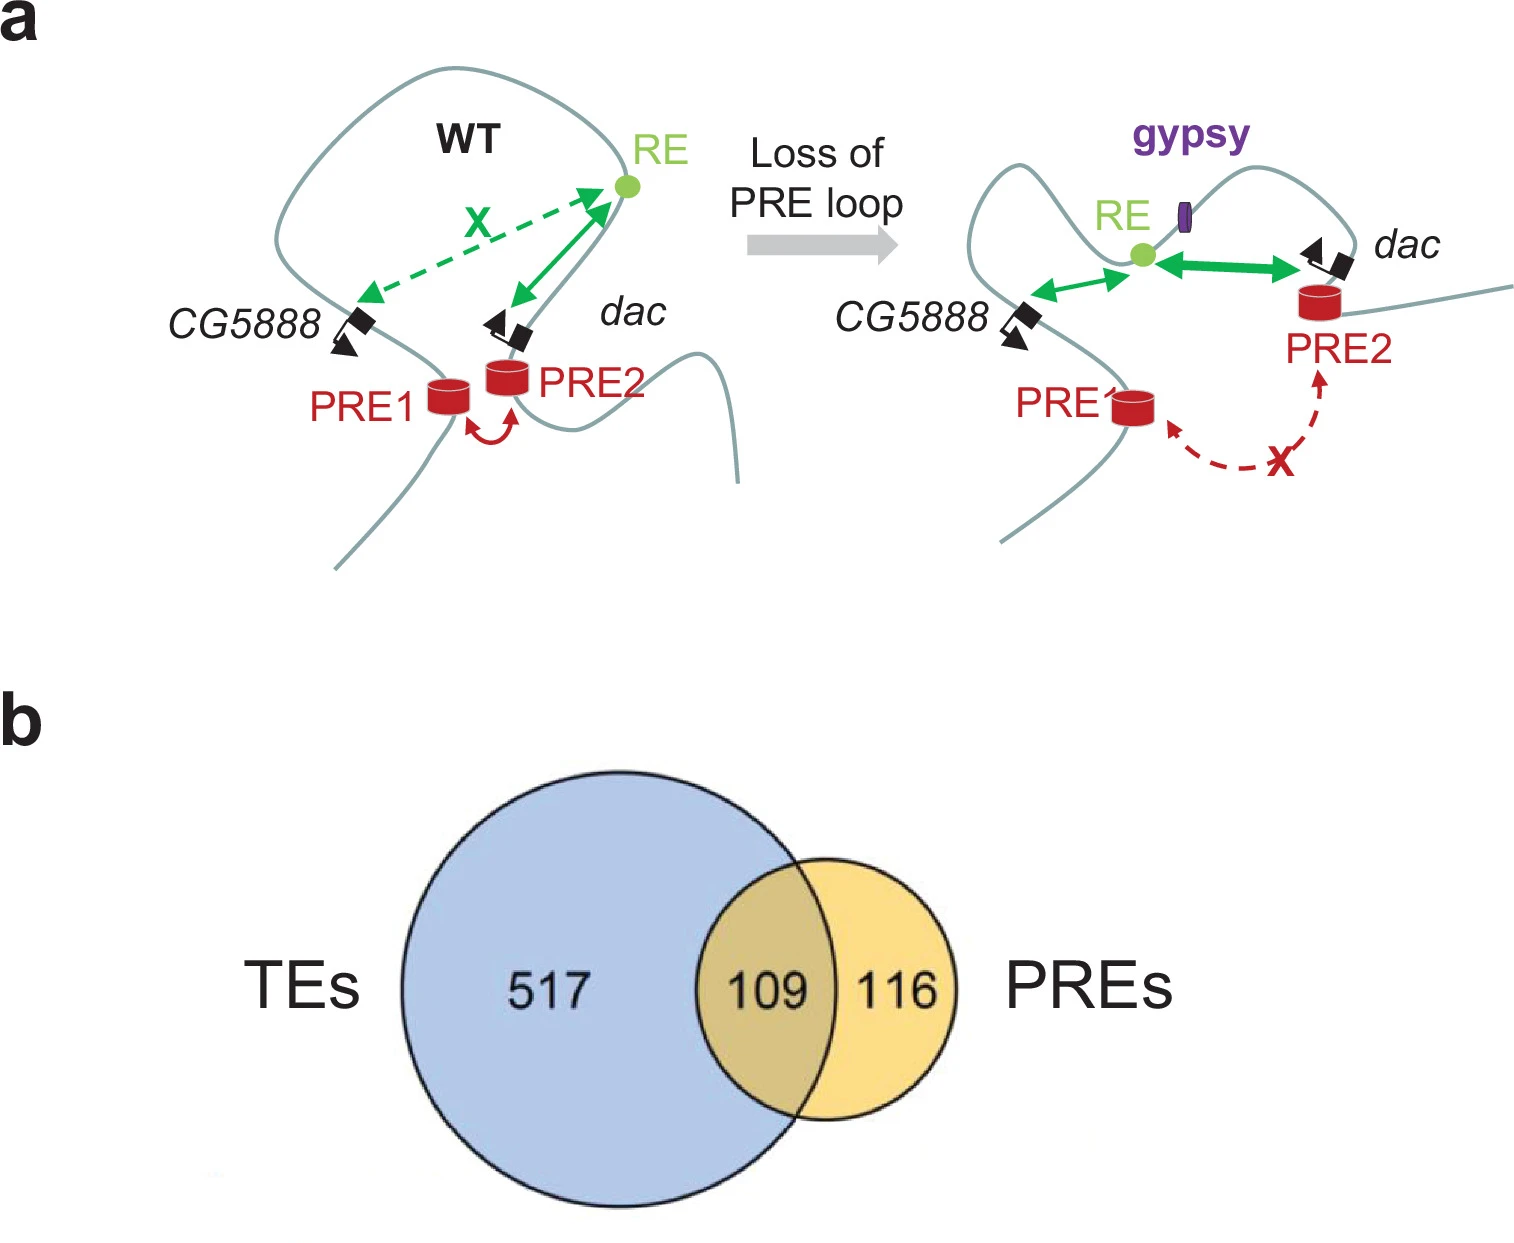 a
WT
RE
X
CG5888
dac
PRE1
PRE2
Loss of
PRE loop
gypsy
RE
dac
CG5888
PRE2
PRE1
X
b
TEs
517
109
116
PREs